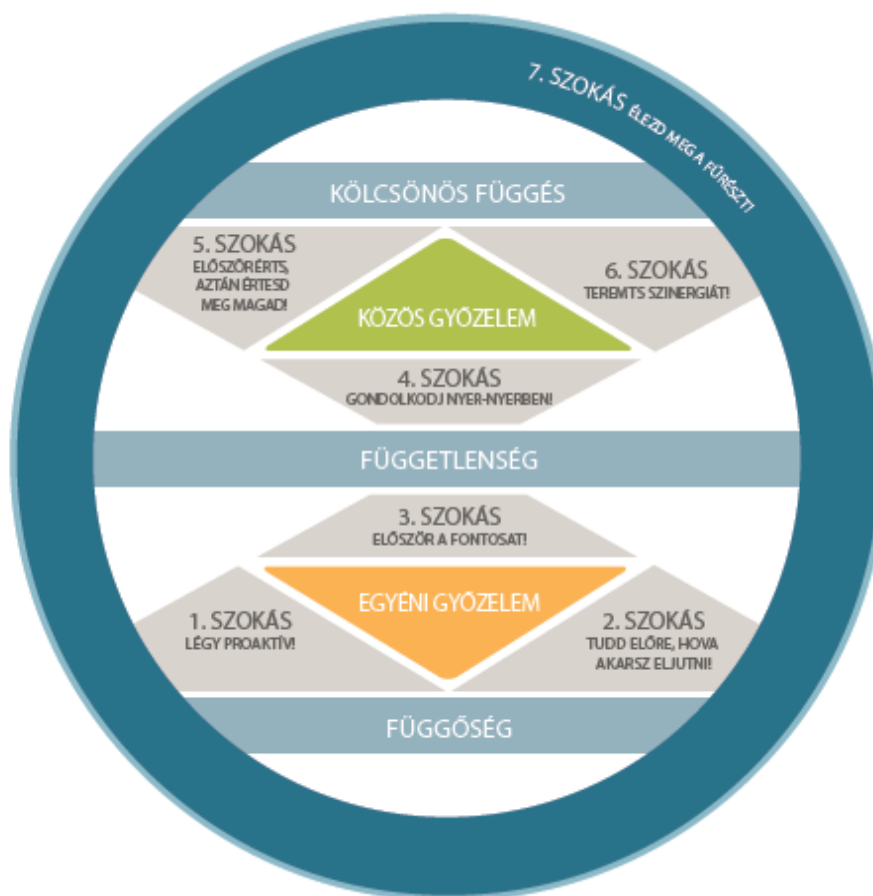 7. SZOKÁS ÉLEZD MEG A FŰRÉSZT!
KÖLCSÖNÖS FÜGGÉS
5. SZOKÁS
ELŐSZÖR ÉRTS,
AZTÁN ÉRTESD
MEG MAGAD!
6. SZOKÁS
TEREMTS SZINERGIÁT!
KÖZÖS GYŐZELEM
4. SZOKÁS
GONDOLKODJ NYER-NYERBEN!
FÜGGETLENSÉG
3. SZOKÁS
ELŐSZÖR A FONTOSAT!
EGYÉNI GYŐZELEM
1. SZOKÁS
LÉGY PROAKTÍV!
2. SZOKÁS
TUDD ELŐRE, HOVA
AKARSZ ELJUTNI!
FÜGGŐSÉG